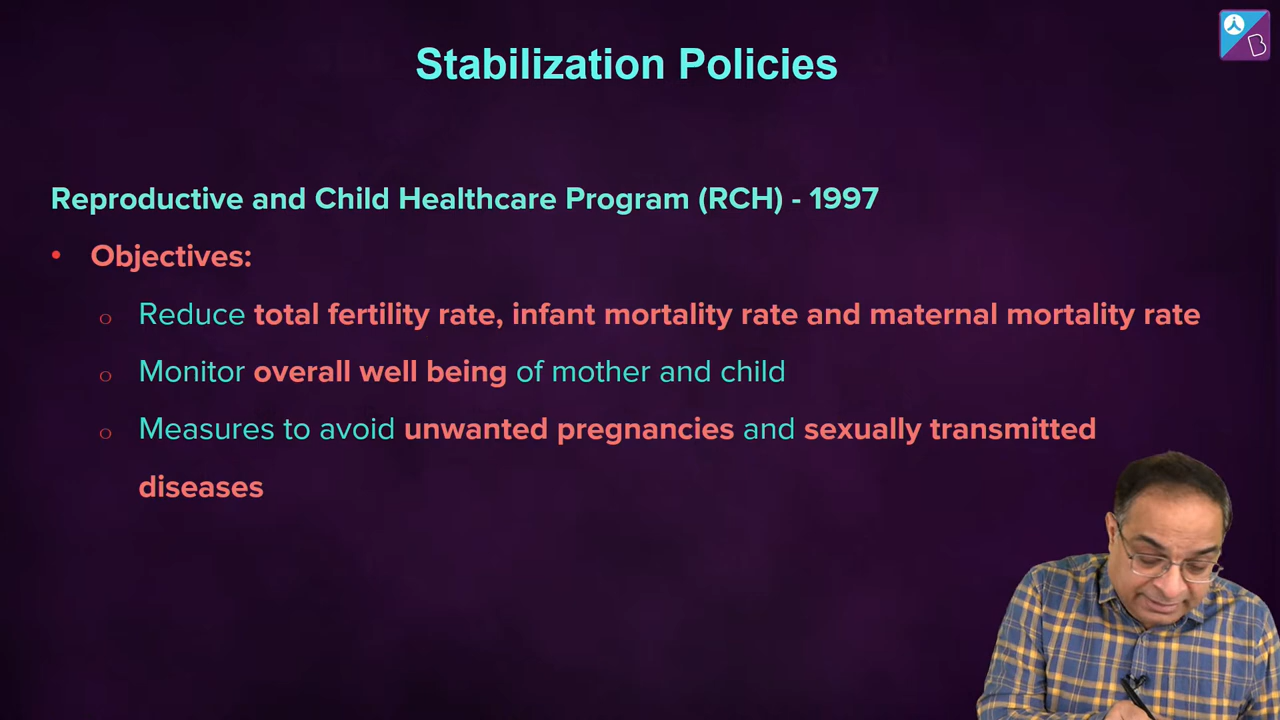 Stabilization Policies
Reproductive and Child Healthcare Program (RCH) - 1997
• Objectives:
o Reduce total fertility rate, infant mortality rate and maternal mortality rate
o Monitor overall well being of mother and child
o Measures to avoid unwanted pregnancies and sexually transmitted
diseases
B